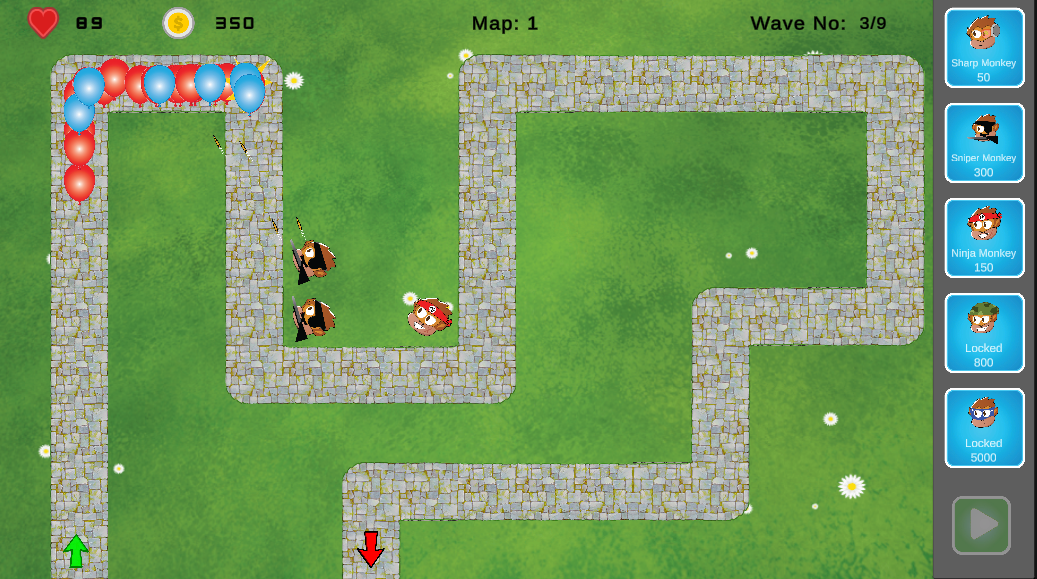 89
350
Map: 1
Wave No: 3/9
Sharp Monkey
50
Sniper Monkey
300
Ninja Monkey
150
Locked
800
Locked
5000